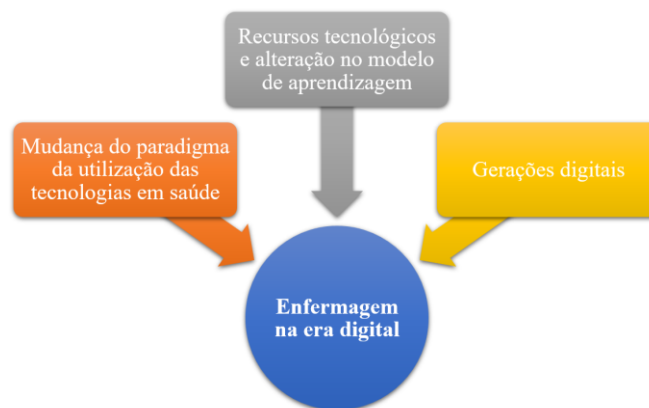 Recursos tecnológicos
e alteração no modelo
de aprendizagem
Mudança do paradigma
da utilização das
tecnologias em saúde
Gerações digitais
Enfermagem
na era digital